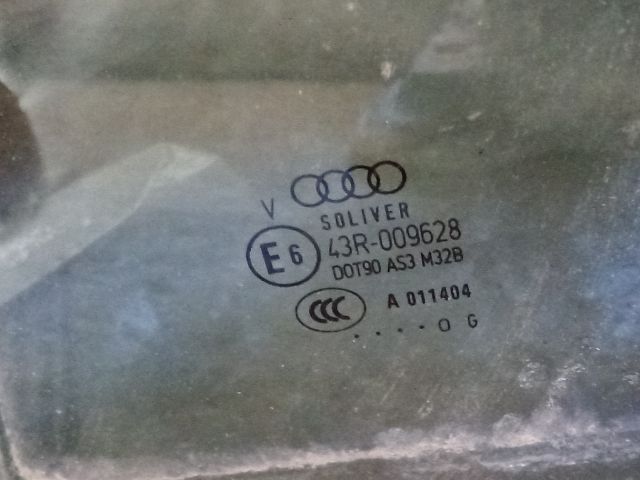 V
SOLIVER
E6 43R-009628
DOT90 AS3 M32B
CCC A 011404
. . . . O G